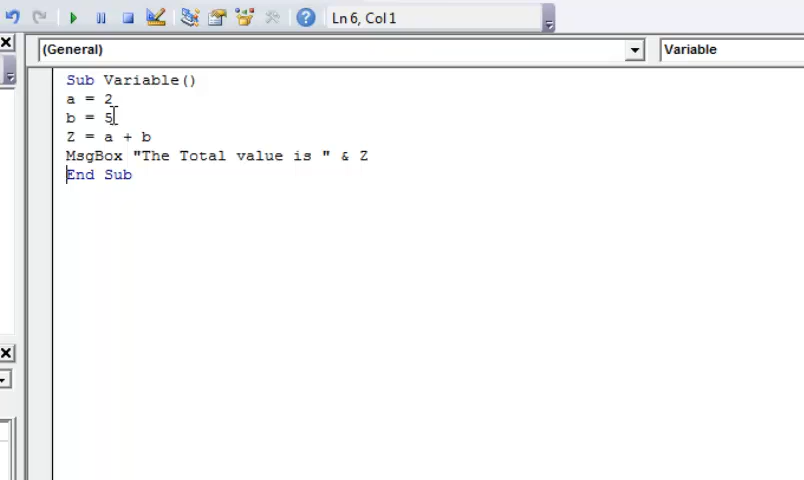 Ln 6, Col 1
(General)
Variable
Sub Variable()
a = 2
b = 5
Z = a + b
MsgBox "The Total value is " & Z
End Sub